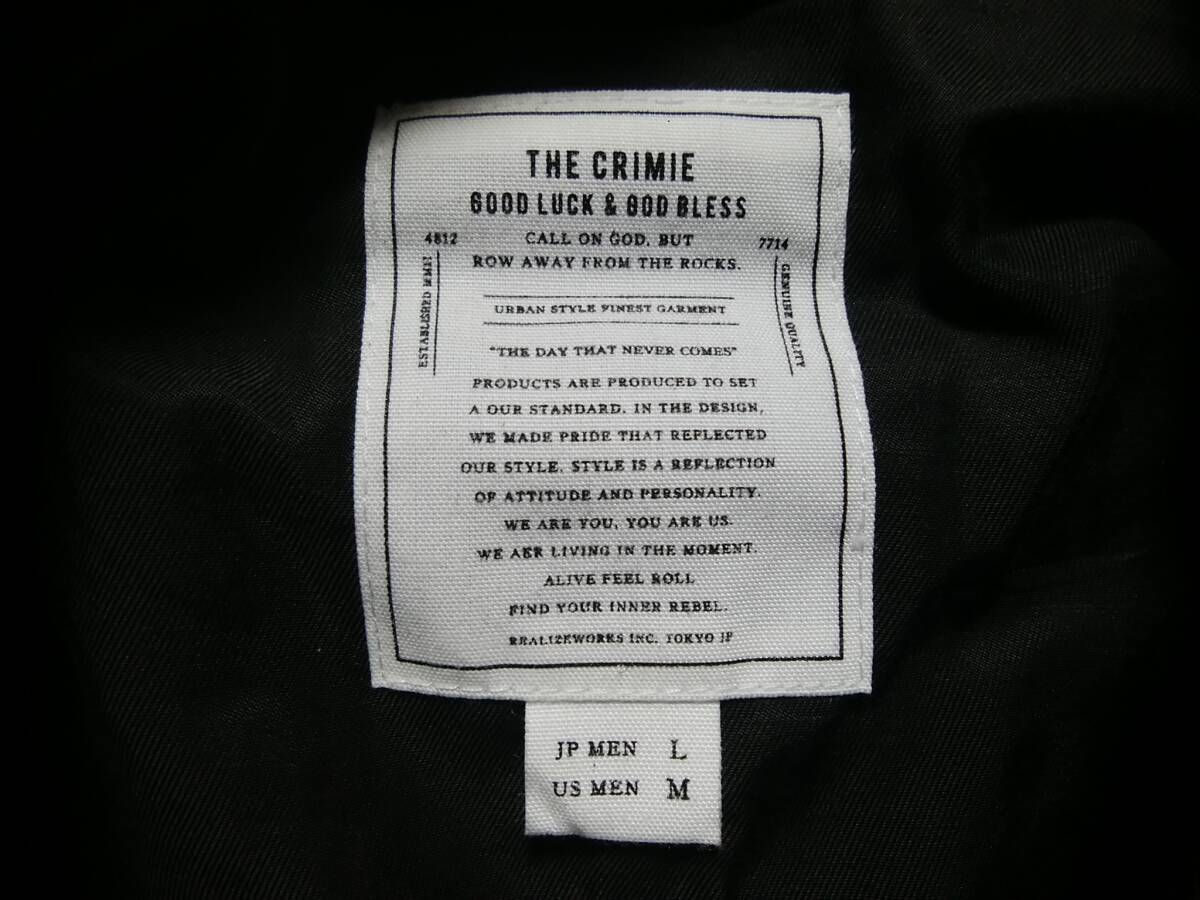 THE CRIMIE
GOOD LUCK & GOD BLESS
4812
CALL ON GOD, BUT
7714
ROW AWAY FROM THE ROCKS.
ESTABLISHED
GENUINE QUALITY
URBAN STYLE FINEST GARMENT
"THE DAY THAT NEVER COMES"
PRODUCTS ARE PRODUCED TO SET
A OUR STANDARD. IN THE DESIGN,
WE MADE PRIDE THAT REFLECTED
OUR STYLE. STYLE IS A REFLECTION
OF ATTITUDE AND PERSONALITY.
WE ARE YOU, YOU ARE US.
WE AER LIVING IN THE MOMENT.
ALIVE FEEL ROLL
FIND YOUR INNER REBEL.
REALIZEWORKS INC. TOKYO JP
JP MEN L
US MEN M